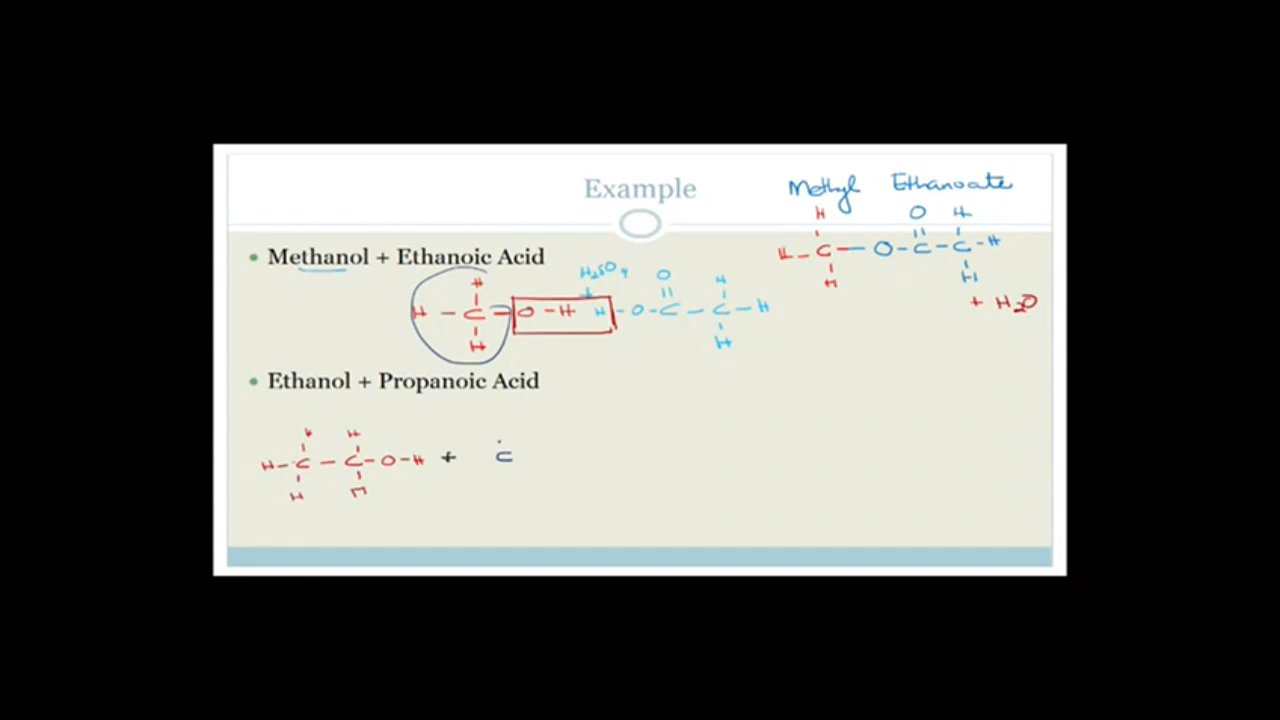 Example
Methyl Ethanoate
H O H
• Methanol + Ethanoic Acid
H - C - O - C - C - H
H H
+ H2O
H2SO4
H O H
H - C - O - H + H - O - C - C - H
H H
• Ethanol + Propanoic Acid
H H
H - C - C - O - H + C
H H